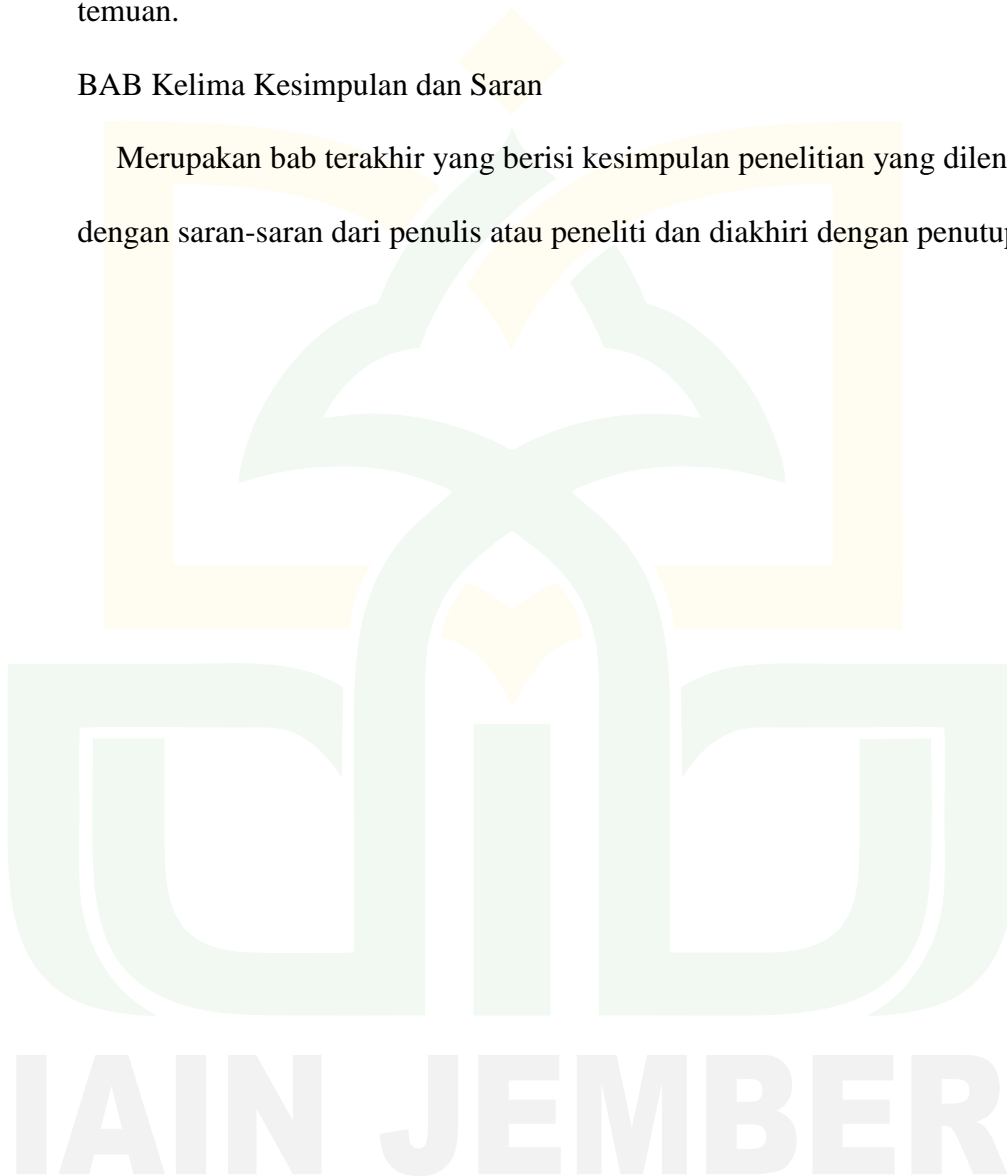 temuan.
BAB Kelima Kesimpulan dan Saran
Merupakan bab terakhir yang berisi kesimpulan penelitian yang dilen
dengan saran-saran dari penulis atau peneliti dan diakhiri dengan penutup
IAIN JEMBER